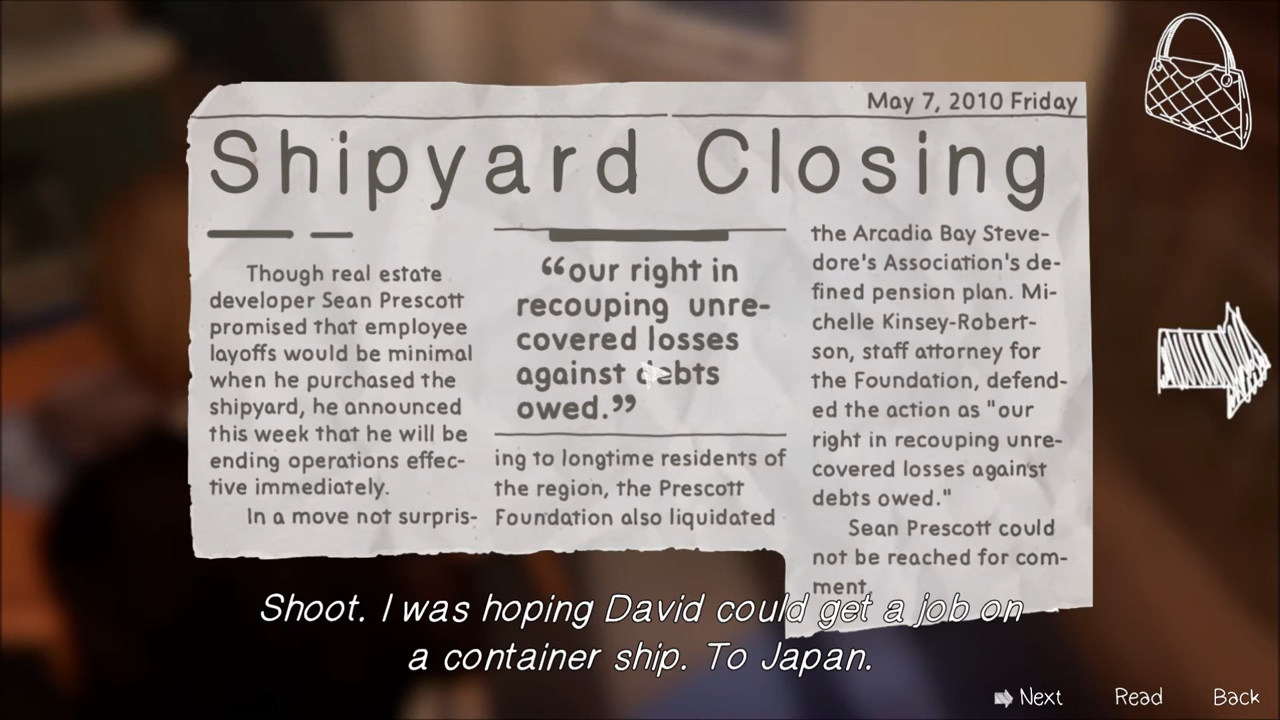 May 7, 2010 Friday
Shipyard Closing
Though real estate
developer Sean Prescott
promised that employee
layoffs would be minimal
when he purchased the
shipyard, he announced
this week that he will be
ending operations effec-
tive immediately.
In a move not surpris-
“our right in
recouping unre-
covered losses
against debts
owed.”
ing to longtime residents of
the region, the Prescott
Foundation also liquidated
the Arcadia Bay Steve-
dore's Association's de-
fined pension plan. Mi-
chelle Kinsey-Robert-
son, staff attorney for
the Foundation, defend-
ed the action as "our
right in recouping unre-
covered losses against
debts owed."
Sean Prescott could
not be reached for com-
ment
Shoot. I was hoping David could get a job on
a container ship. To Japan.
Next Read Back